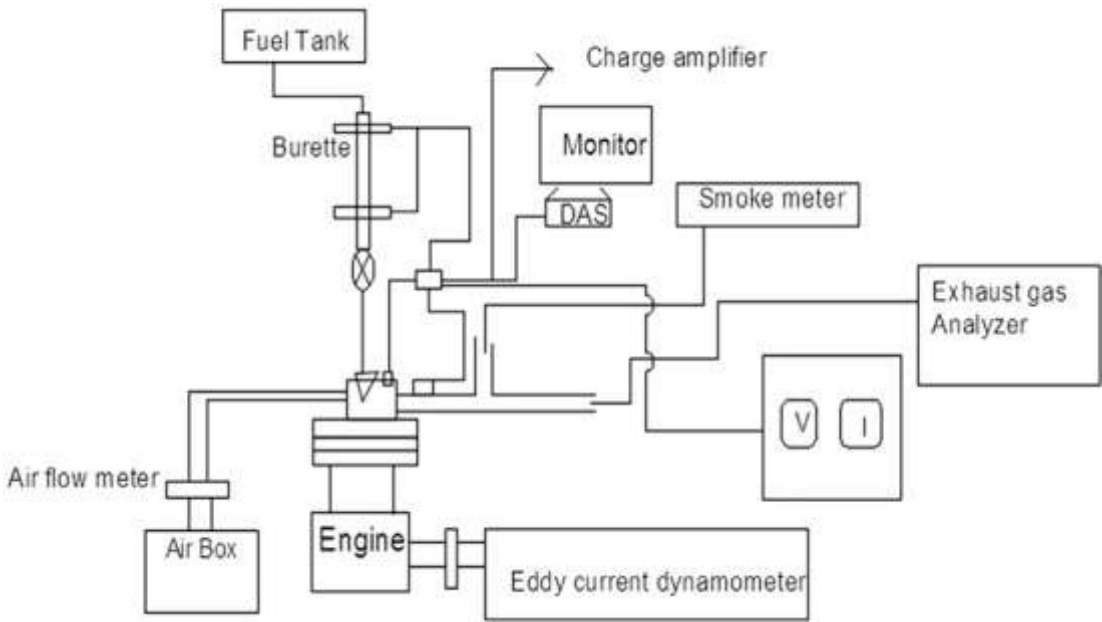 Fuel Tank
Charge amplifier
Burette
Monitor
DAS
Smoke meter
Exhaust gas
Analyzer
V
I
Air flow meter
Air Box
Engine
Eddy current dynamometer